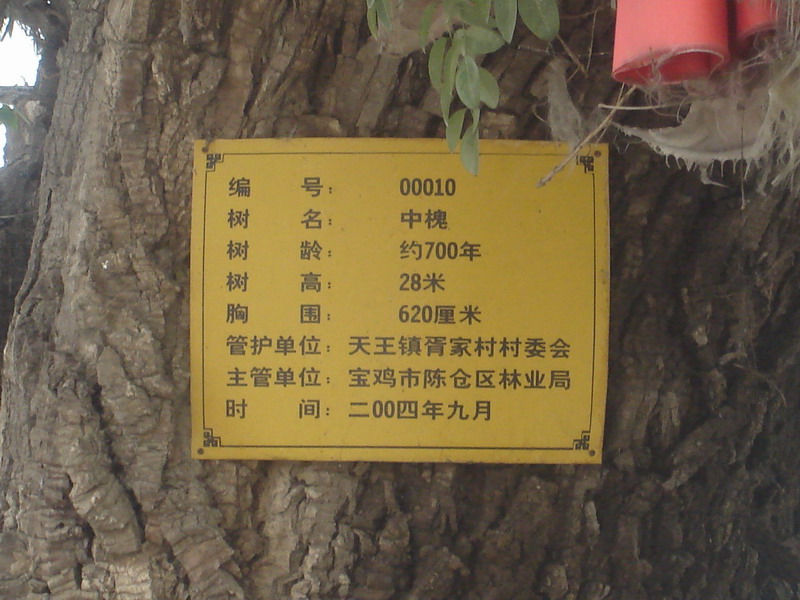 编 号： 00010
树 名： 中槐
树 龄： 约700年
树 高： 28米
胸 围： 620厘米
管护单位： 天王镇胥家村村委会
主管单位： 宝鸡市陈仓区林业局
时 间： 二00四年九月